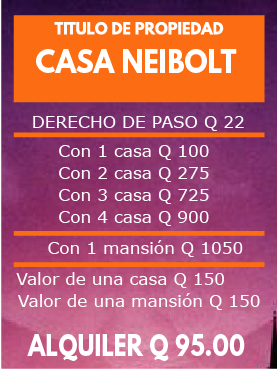 TITULO DE PROPIEDAD
CASA NEIBOLT
DERECHO DE PASO Q 22
Con 1 casa Q 100
Con 2 casa Q 275
Con 3 casa Q 725
Con 4 casa Q 900
Con 1 mansión Q 1050
Valor de una casa Q 150
Valor de una mansión Q 150
ALQUILER Q 95.00